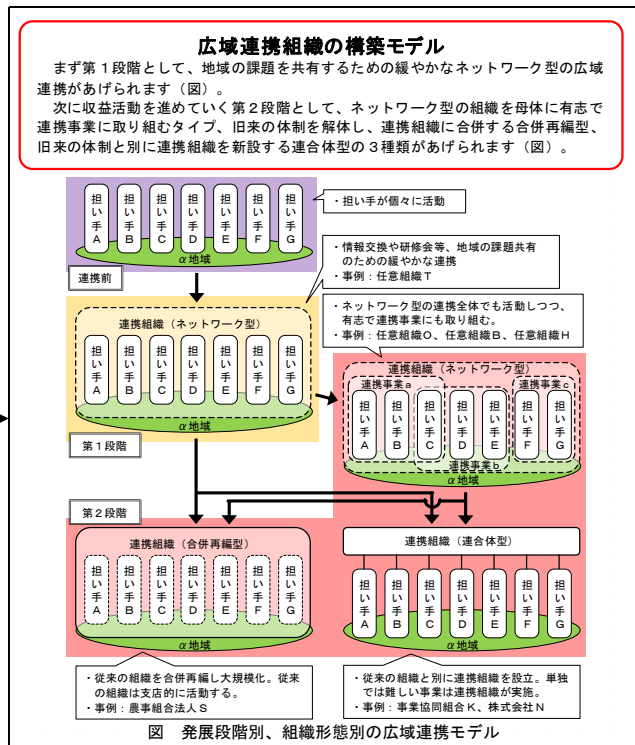 広域連携組織の構築モデル
　まず第１段階として、地域の課題を共有するための緩やかなネットワーク型の広域
連携があげられます（図）。
　次に収益活動を進めていく第２段階として、ネットワーク型の組織を母体に有志で
連携事業に取り組むタイプ、旧来の体制を解体し、連携組織に合併する合併再編型、
旧来の体制と別に連携組織を新設する連合体型の３種類があげられます（図）。
担い手A
担い手B
担い手C
担い手D
担い手E
担い手F
担い手G
α地域
連携前
・担い手が個々に活動
・情報交換や研修会等、地域の課題共有
のための緩やかな連携
・事例：任意組織Ｔ
連携組織（ネットワーク型）
担い手A
担い手B
担い手C
担い手D
担い手E
担い手F
担い手G
α地域
第１段階
・ネットワーク型の連携全体でも活動しつつ、
有志で連携事業にも取り組む。
・事例：任意組織Ｏ、任意組織Ｂ、任意組織Ｈ
連携組織（ネットワーク型）
連携事業a
連携事業c
担い手A
担い手B
担い手C
担い手D
担い手E
担い手F
担い手G
連携事業b
α地域
第２段階
連携組織（合併再編型）
担い手A
担い手B
担い手C
担い手D
担い手E
担い手F
担い手G
α地域
連携組織（連合体型）
担い手A
担い手B
担い手C
担い手D
担い手E
担い手F
担い手G
α地域
・従来の組織を合併再編し大規模化。従来
の組織は支店的に活動する。
・事例：農事組合法人Ｓ
・従来の組織と別に連携組織を設立。単独
では難しい事業は連携組織が実施。
・事例：事業協同組合Ｋ、株式会社Ｎ
図　発展段階別、組織形態別の広域連携モデル